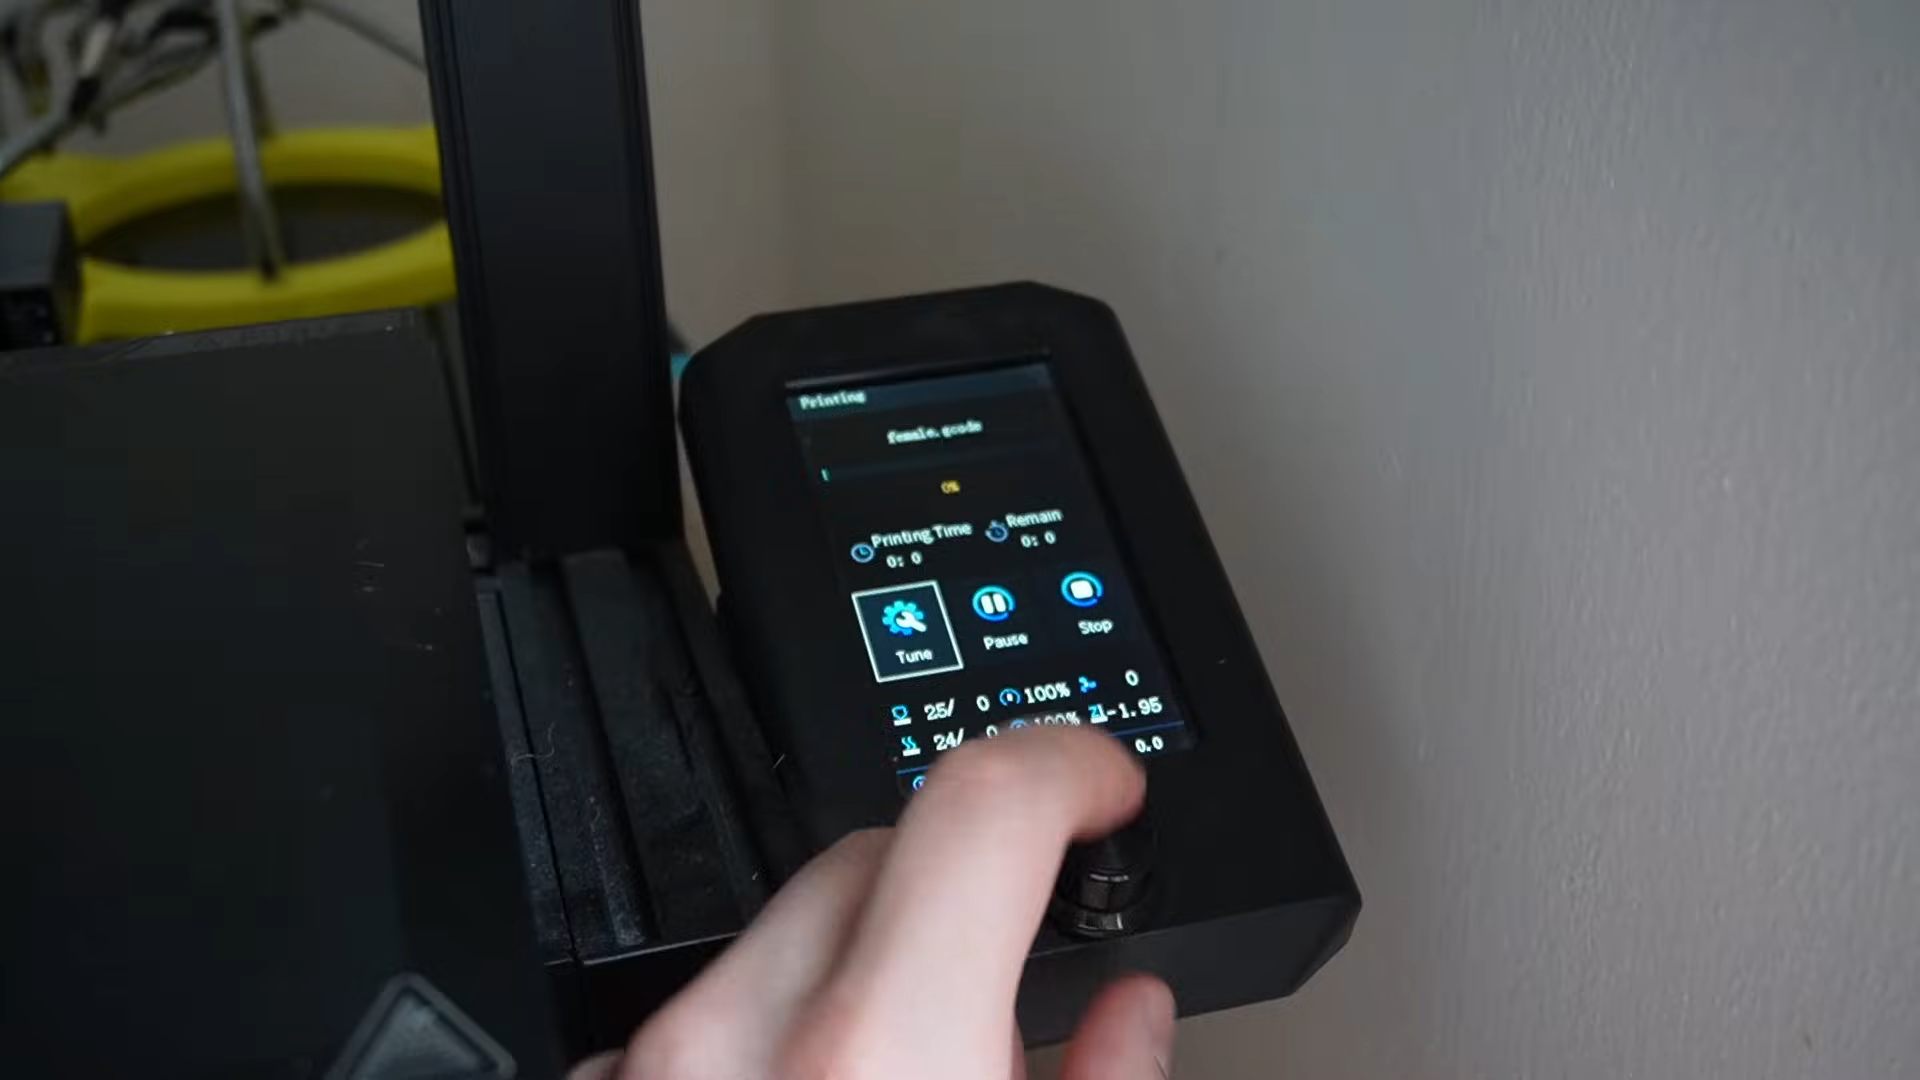 Printing
female.gcode
0%
Printing Time Remain
0: 0 0: 0
Tune Pause Stop
25/ 0 100% 0
24/ 0 100% -1.95
0.0